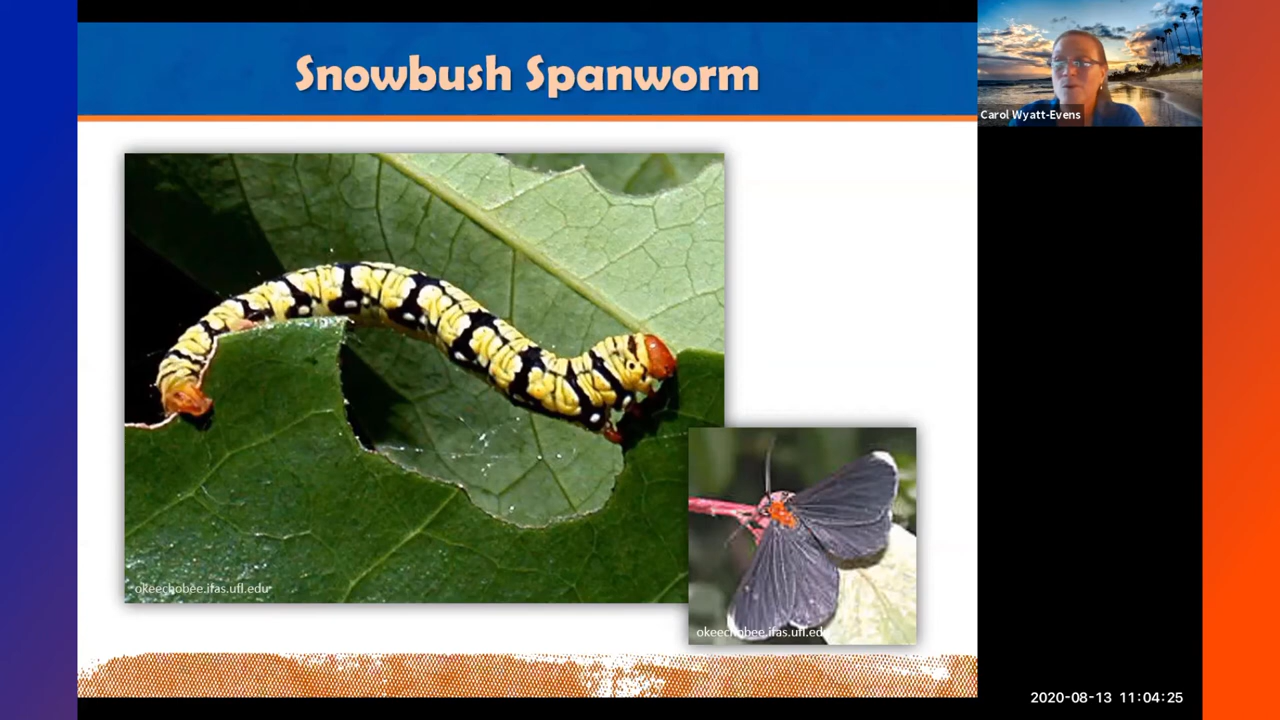 Snowbush Spanworm
Carol Wyatt-Evens
okeechobee.ifas.ufl.edu
okeechobee.ifas.ufl.edu
2020-08-13 11:04:25